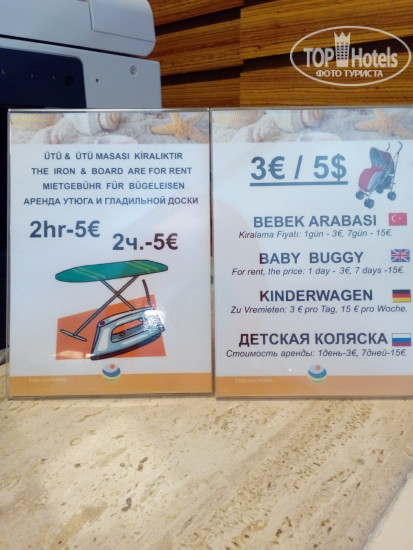 TOP Hotels
ФОТО ТУРИСТА
ÜTÜ & ÜTÜ MASASI KİRALIKTIR
THE IRON & BOARD ARE FOR RENT
MIETGEBÜHR FÜR BÜGELEISEN
АРЕНДА УТЮГА И ГЛАДИЛЬНОЙ ДОСКИ
2hr-5€
2ч.-5€
3€ / 5$
BEBEK ARABASI
Kiralama Fiyatı: 1gün - 3€, 7gün - 15€.
BABY BUGGY
For rent, the price: 1 day - 3€, 7 days -15€.
KINDERWAGEN
Zu Vremieten: 3 € pro Tag, 15 € pro Woche.
ДЕТСКАЯ КОЛЯСКА
Стоимость аренды: 1день-3€, 7дней-15€.